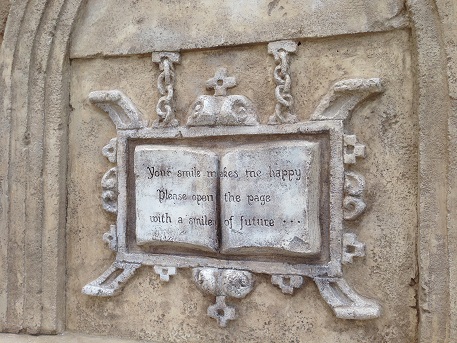 Your smile makes me happy
Please open the page
with a smile of future ...